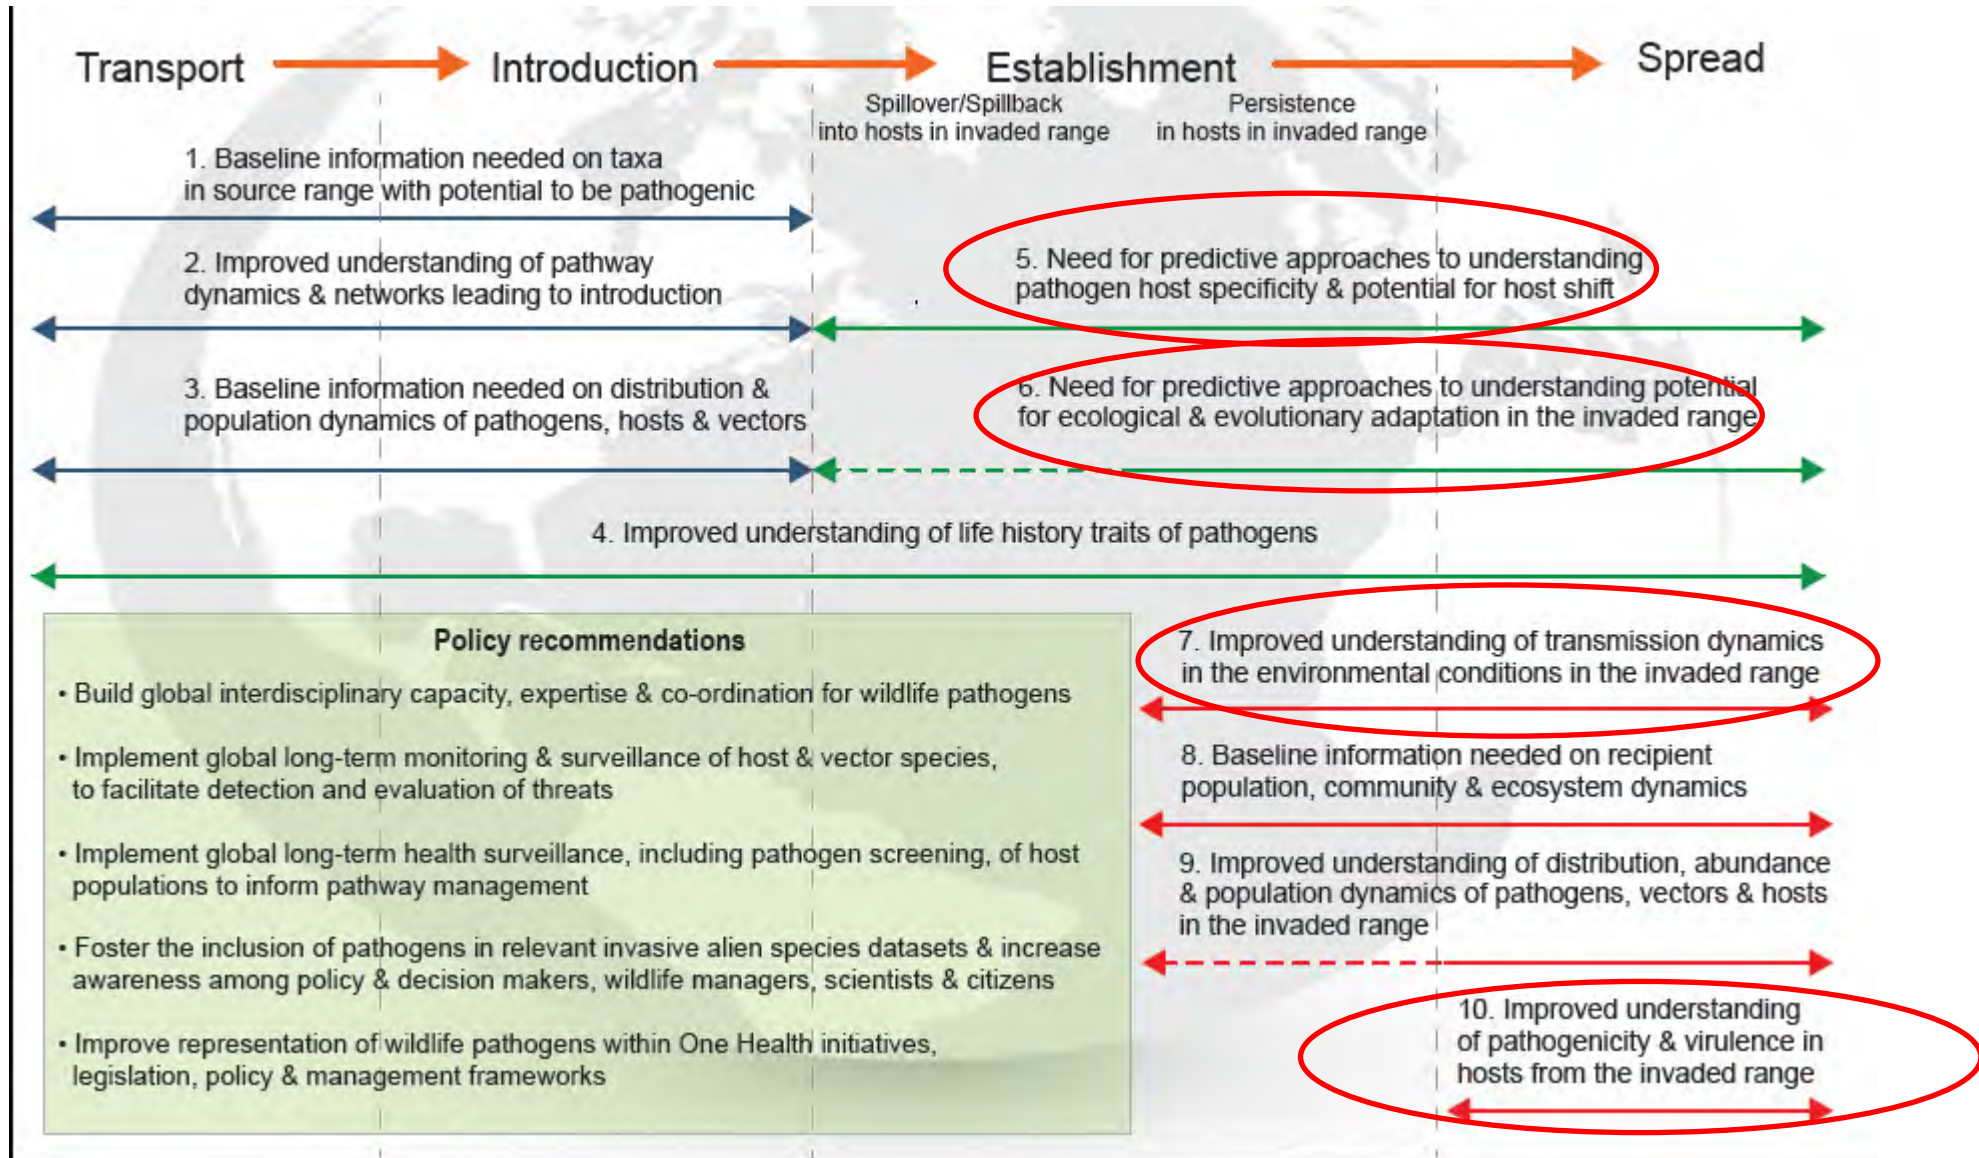 Transport
Introduction
Establishment
Spread
Spillover/Spillback
into hosts in invaded range
Persistence
in hosts in invaded range
1. Baseline information needed on taxa
in source range with potential to be pathogenic
2. Improved understanding of pathway
dynamics & networks leading to introduction
3. Baseline information needed on distribution &
population dynamics of pathogens, hosts & vectors
5. Need for predictive approaches to understanding
pathogen host specificity & potential for host shift
6. Need for predictive approaches to understanding potential
for ecological & evolutionary adaptation in the invaded range
4. Improved understanding of life history traits of pathogens
Policy recommendations
• Build global interdisciplinary capacity, expertise & co-ordination for wildlife pathogens
• Implement global long-term monitoring & surveillance of host & vector species,
to facilitate detection and evaluation of threats
• Implement global long-term health surveillance, including pathogen screening, of host
populations to inform pathway management
• Foster the inclusion of pathogens in relevant invasive alien species datasets & increase
awareness among policy & decision makers, wildlife managers, scientists & citizens
• Improve representation of wildlife pathogens within One Health initiatives,
legislation, policy & management frameworks
7. Improved understanding of transmission dynamics
in the environmental conditions in the invaded range
8. Baseline information needed on recipient
population, community & ecosystem dynamics
9. Improved understanding of distribution, abundance
& population dynamics of pathogens, vectors & hosts
in the invaded range
10. Improved understanding
of pathogenicity & virulence in
hosts from the invaded range